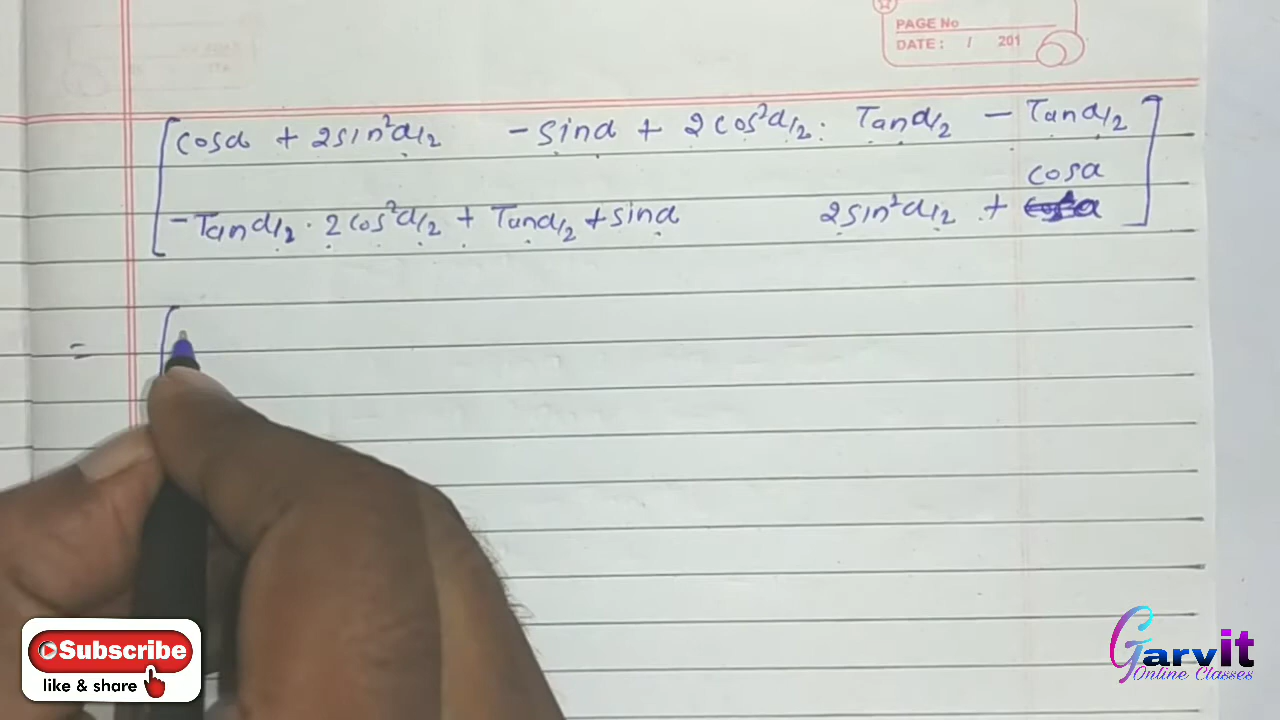 PAGE No
DATE : / 201
cosα + 2sin²α/2 - sinα + 2cos²α/2 . Tanα/2 - Tanα/2
cosα
-Tanα/2 . 2cos²α/2 + Tanα/2 + sinα 2sin²α/2 +
=
Subscribe
like & share
Garvit
Online Classes